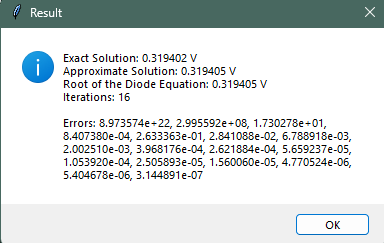 Result
Exact Solution: 0.319402 V
Approximate Solution: 0.319405 V
Root of the Diode Equation: 0.319405 V
Iterations: 16
Errors: 8.973574e+22, 2.995592e+08, 1.730278e+01,
8.407380e-04, 2.633363e-01, 2.841088e-02, 6.788918e-03,
2.002510e-03, 3.968176e-04, 2.621884e-04, 5.659237e-05,
1.053920e-04, 2.505893e-05, 1.560060e-05, 4.770524e-06,
5.404678e-06, 3.144891e-07
OK